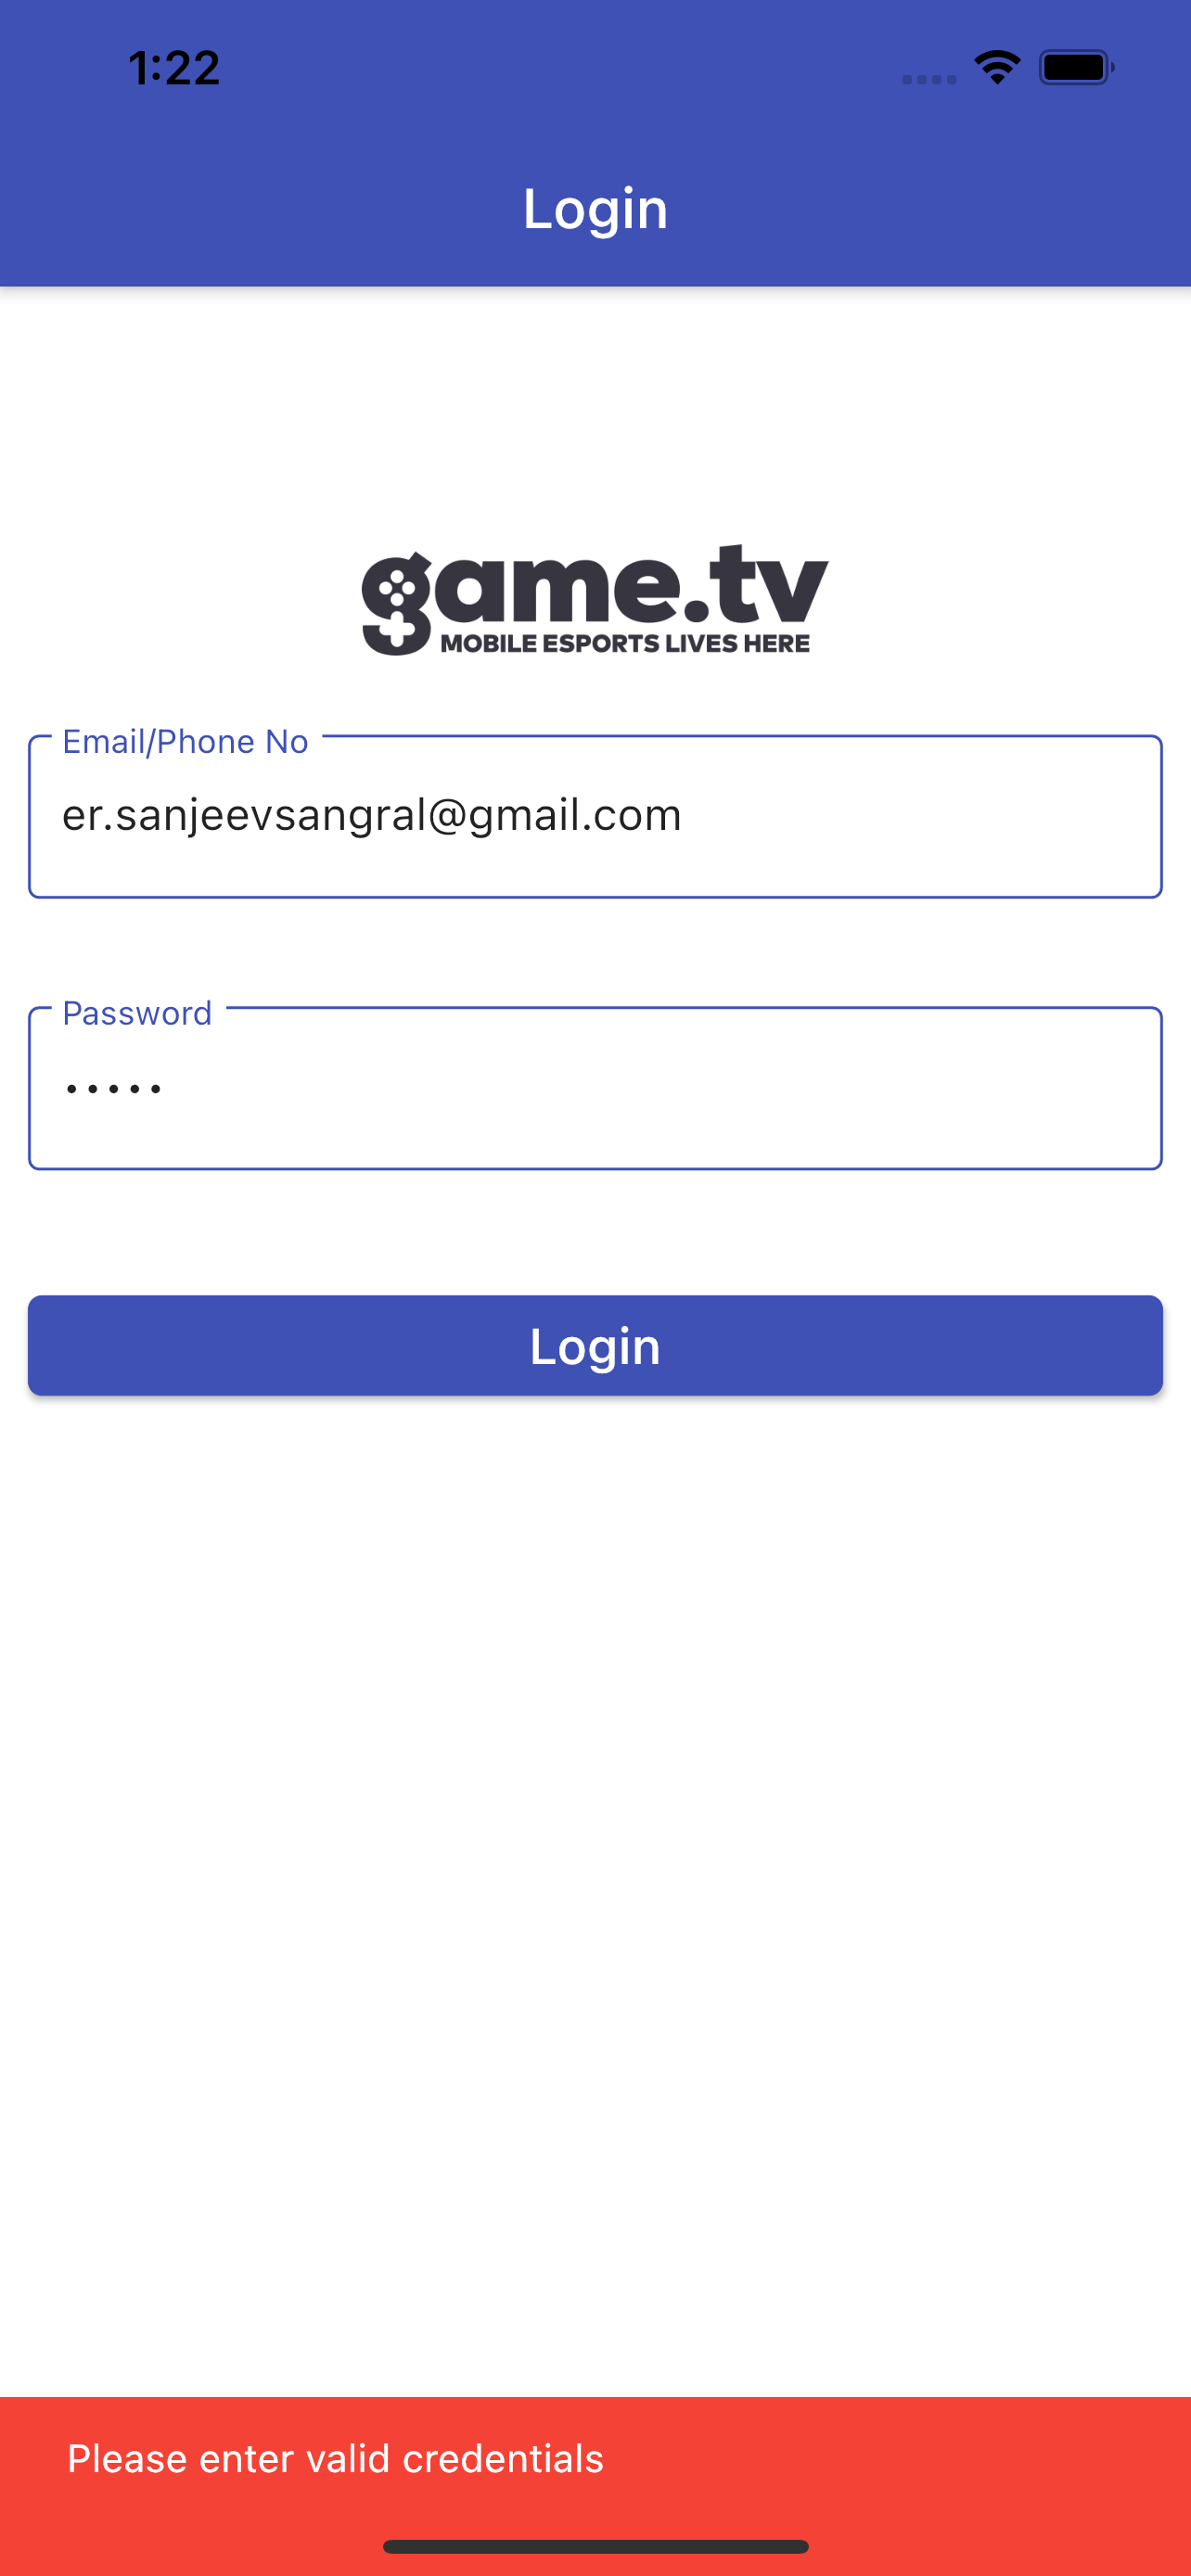 1:22
Login
game.tv
MOBILE ESPORTS LIVES HERE
Email/Phone No
er.sanjeevsangral@gmail.com
Password
•••••
Login
Please enter valid credentials